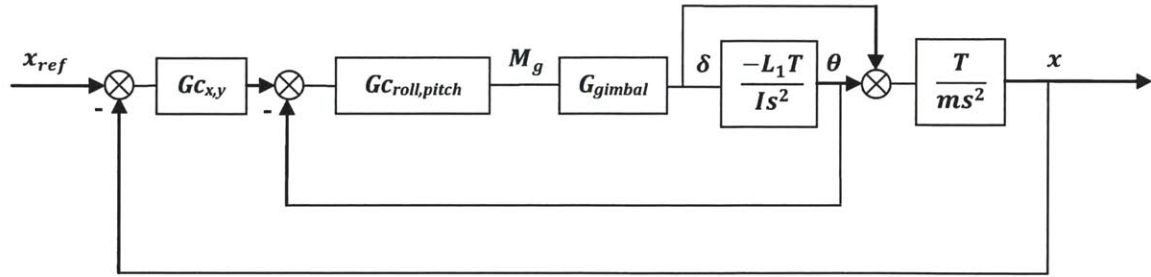 x_ref
-
Gc_x,y
-
Gc_roll,pitch
M_g
G_gimbal
δ
-L_1T
Is^2
θ
T
ms^2
x